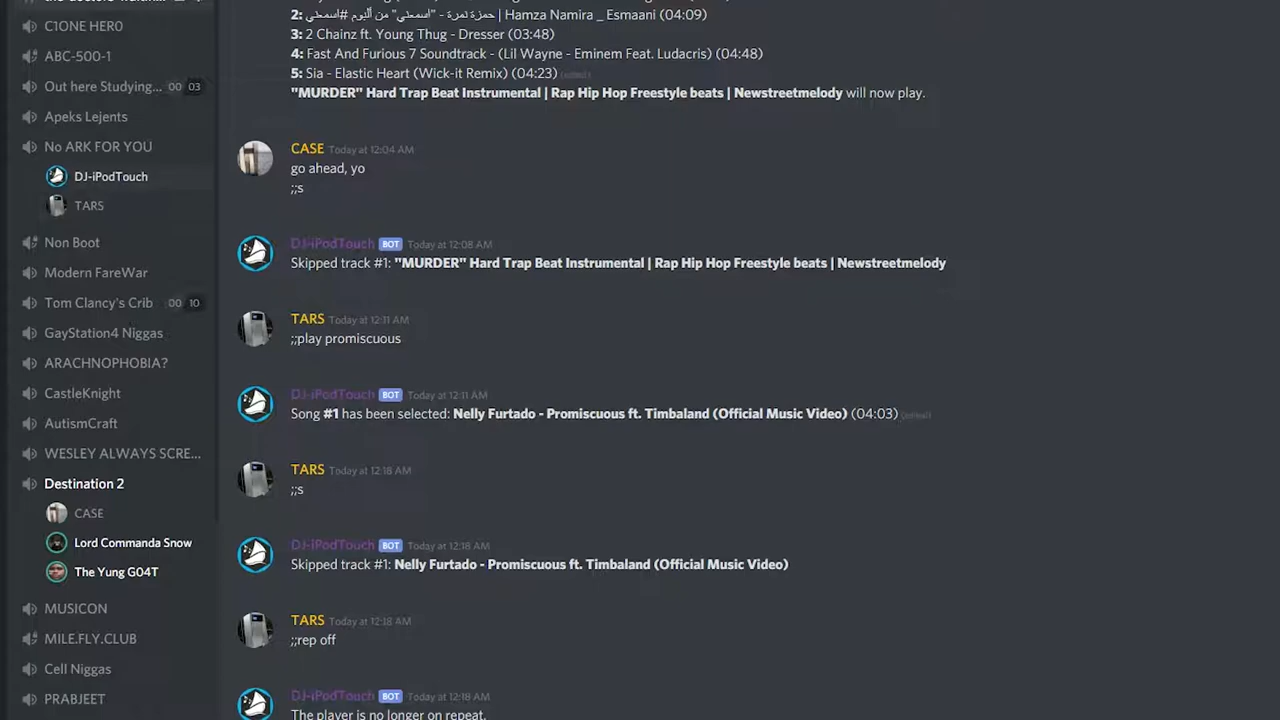 C1ONE HER0
ABC-500-1
Out here Studying... 00 03
Apeks Lejents
No ARK FOR YOU
DJ-iPodTouch
TARS
Non Boot
Modern FareWar
Tom Clancy's Crib 00 10
GayStation4 Niggas
ARACHNOPHOBIA?
CastleKnight
AutismCraft
WESLEY ALWAYS SCRE...
Destination 2
CASE
Lord Commanda Snow
The Yung G04T
MUSICON
MILE.FLY.CLUB
Cell Niggas
PRABJEET
2: حمزة نمرة - "اسمعني" من ألبوم #اسمعني | Hamza Namira _ Esmaani (04:09)
3: 2 Chainz ft. Young Thug - Dresser (03:48)
4: Fast And Furious 7 Soundtrack - (Lil Wayne - Eminem Feat. Ludacris) (04:48)
5: Sia - Elastic Heart (Wick-it Remix) (04:23) (edited)
"MURDER" Hard Trap Beat Instrumental | Rap Hip Hop Freestyle beats | Newstreetmelody will now play.
CASE Today at 12:04 AM
go ahead, yo
;;s
DJ-iPodTouch BOT Today at 12:08 AM
Skipped track #1: "MURDER" Hard Trap Beat Instrumental | Rap Hip Hop Freestyle beats | Newstreetmelody
TARS Today at 12:11 AM
;;play promiscuous
DJ-iPodTouch BOT Today at 12:11 AM
Song #1 has been selected: Nelly Furtado - Promiscuous ft. Timbaland (Official Music Video) (04:03) (edited)
TARS Today at 12:18 AM
;;s
DJ-iPodTouch BOT Today at 12:18 AM
Skipped track #1: Nelly Furtado - Promiscuous ft. Timbaland (Official Music Video)
TARS Today at 12:18 AM
;;rep off
DJ-iPodTouch BOT Today at 12:18 AM
The player is no longer on repeat.